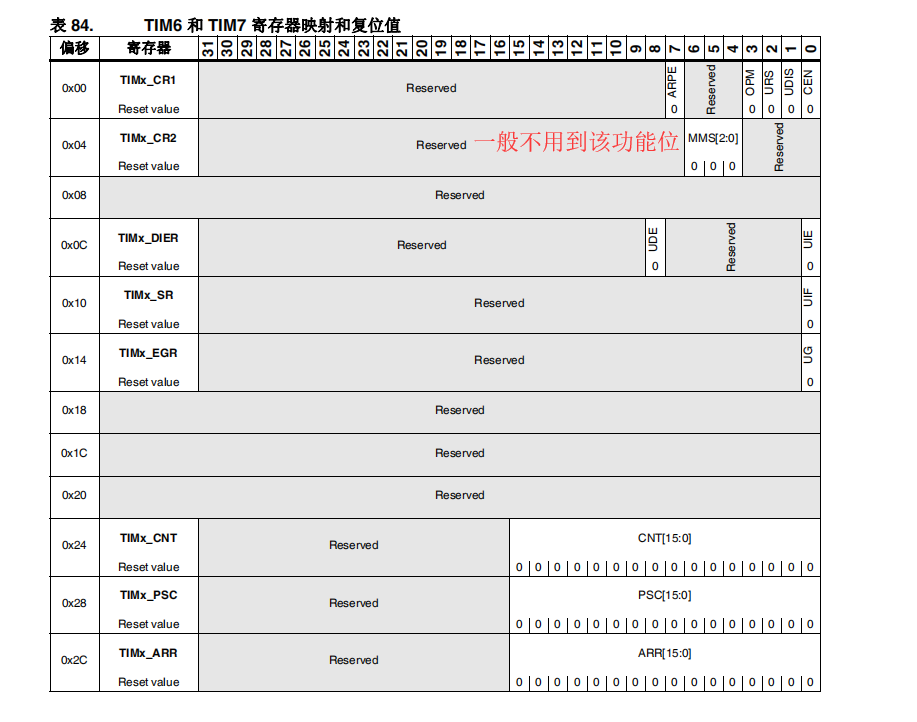 表 84. TIM6 和 TIM7 寄存器映射和复位值
偏移 寄存器 31 30 29 28 27 26 25 24 23 22 21 20 19 18 17 16 15 14 13 12 11 10 9 8 7 6 5 4 3 2 1 0
0x00 TIMx_CR1 Reserved ARPE Reserved OPM URS UDIS CEN
Reset value 0 0 0 0 0
0x04 TIMx_CR2 Reserved 一般不用到该功能位 MMS[2:0] Reserved
Reset value 0 0 0
0x08 Reserved
0x0C TIMx_DIER Reserved UDE Reserved UIE
Reset value 0 0
0x10 TIMx_SR Reserved UIF
Reset value 0
0x14 TIMx_EGR Reserved UG
Reset value 0
0x18 Reserved
0x1C Reserved
0x20 Reserved
0x24 TIMx_CNT Reserved CNT[15:0]
Reset value 0 0 0 0 0 0 0 0 0 0 0 0 0 0 0 0
0x28 TIMx_PSC Reserved PSC[15:0]
Reset value 0 0 0 0 0 0 0 0 0 0 0 0 0 0 0 0
0x2C TIMx_ARR Reserved ARR[15:0]
Reset value 0 0 0 0 0 0 0 0 0 0 0 0 0 0 0 0